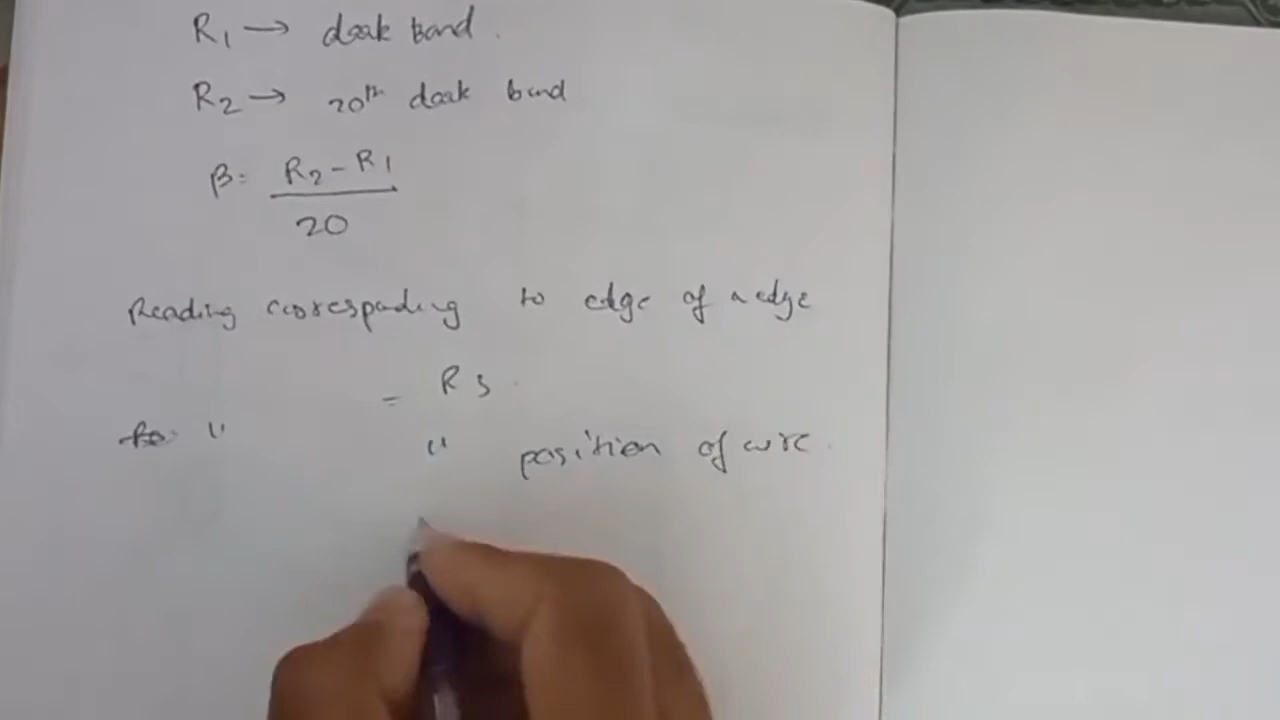 R₁ → dark band.
R₂ → 20th dark band
β = R₂ - R₁
20
Reading corresponding to edge of a edge
= R3.
" " position of wire.